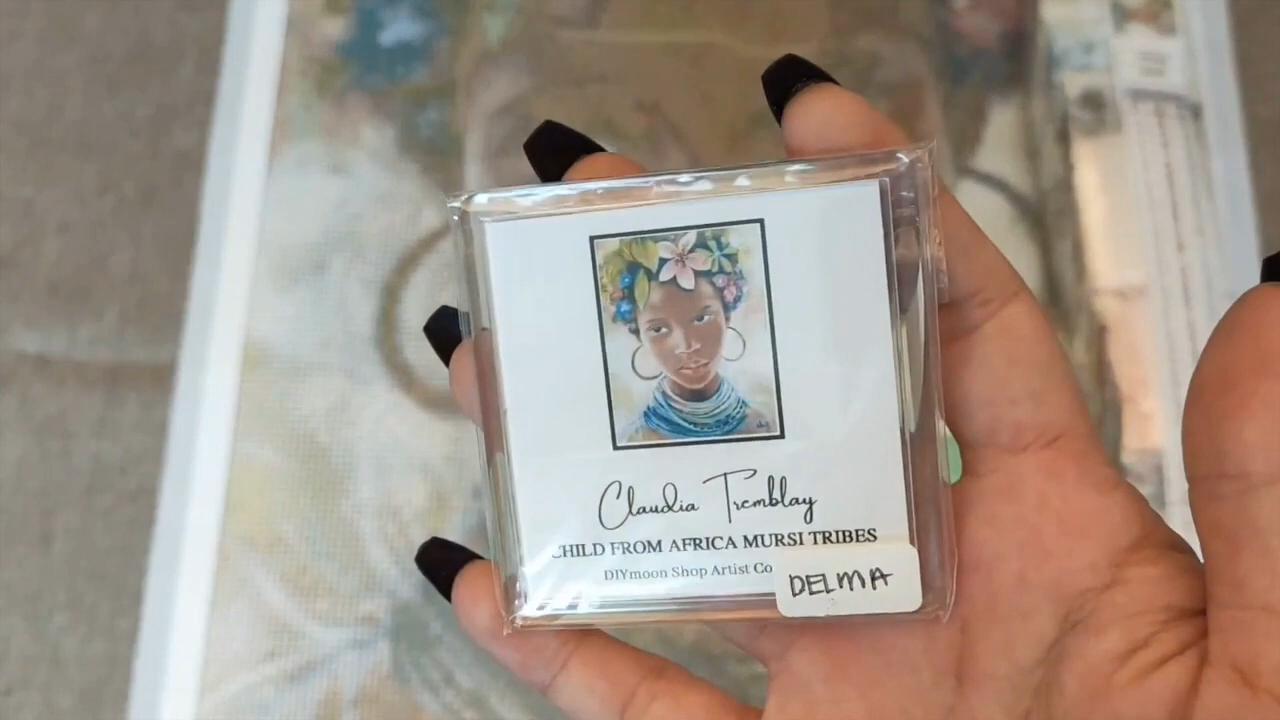 Claudia Tremblay
CHILD FROM AFRICA MURSI TRIBES
DIYmoon Shop Artist
DELMA